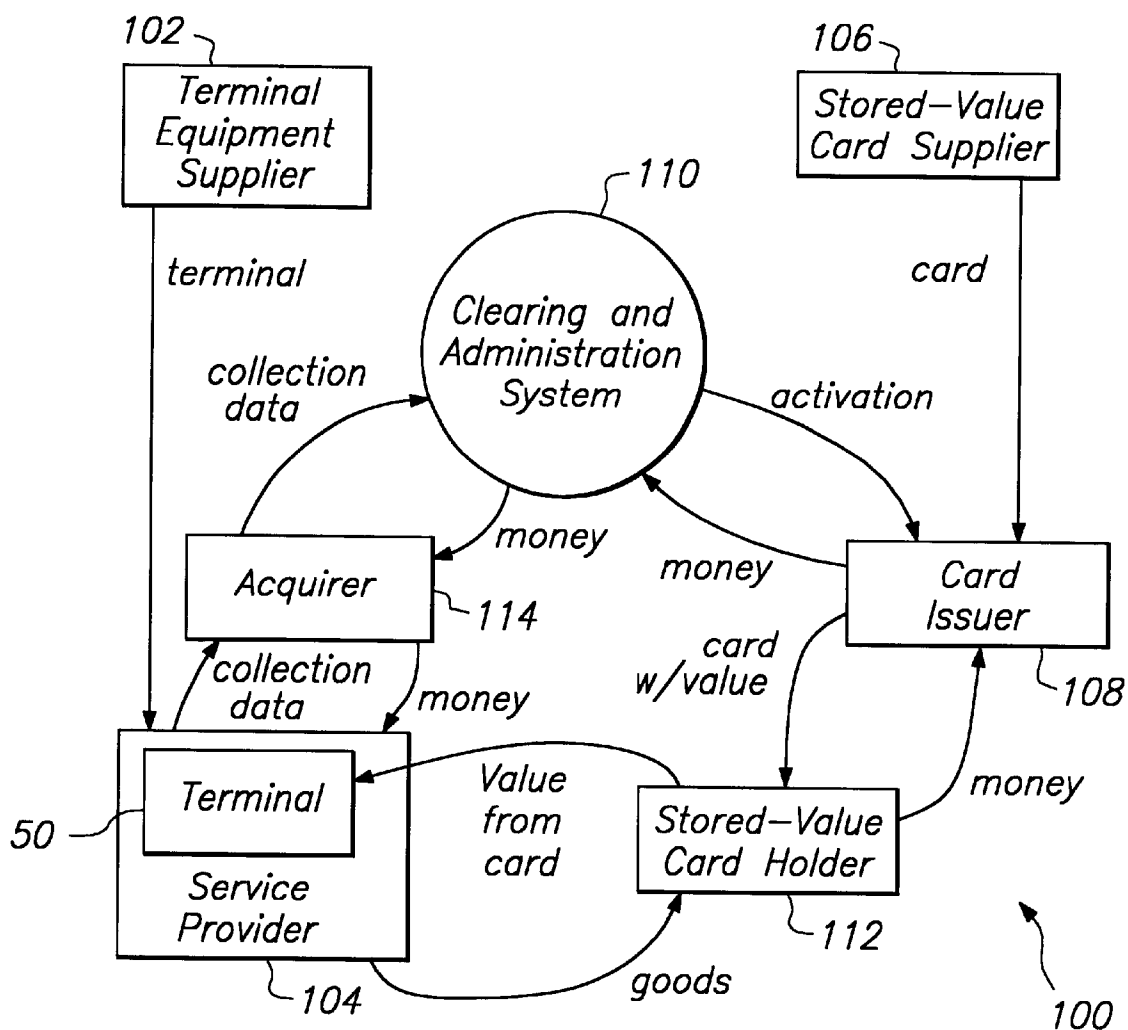 102
Terminal
Equipment
Supplier
106
Stored-Value
Card Supplier
110
terminal
card
Clearing and
Administration
System
collection
data
activation
money
money
Acquirer
114
Card
Issuer
108
collection
data
money
card
w/value
money
Terminal
50
Service
Provider
104
Value
from
card
Stored-Value
Card Holder
112
goods
100